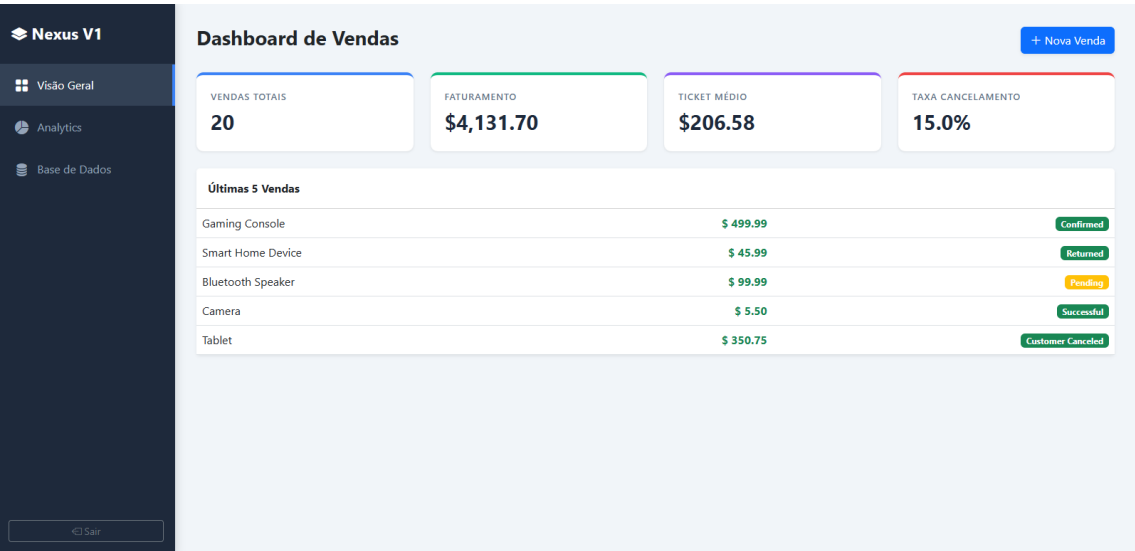 Nexus V1
Visão Geral
Analytics
Base de Dados
Sair
Dashboard de Vendas
+ Nova Venda
VENDAS TOTAIS
20
FATURAMENTO
$4,131.70
TICKET MÉDIO
$206.58
TAXA CANCELAMENTO
15.0%
Últimas 5 Vendas
Gaming Console $ 499.99 Confirmed
Smart Home Device $ 45.99 Returned
Bluetooth Speaker $ 99.99 Pending
Camera $ 5.50 Successful
Tablet $ 350.75 Customer Canceled